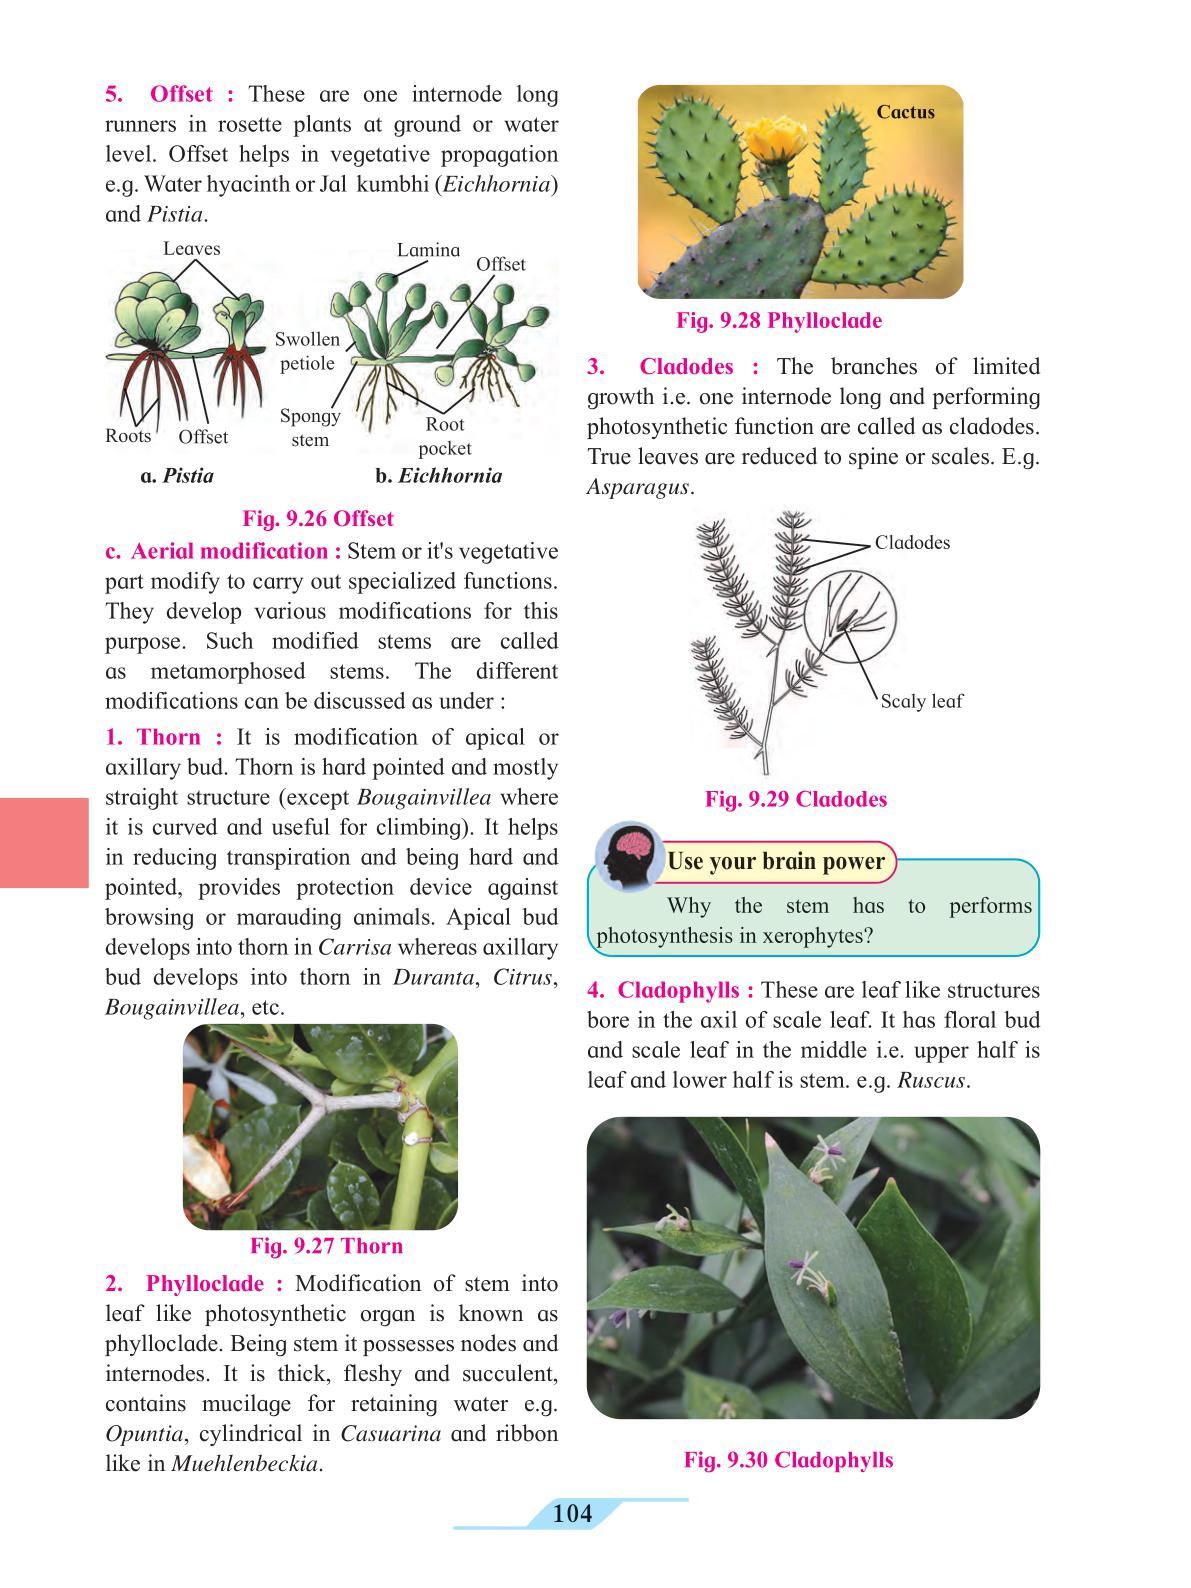 5. Offset : These are one internode long
runners in rosette plants at ground or water
level. Offset helps in vegetative propagation
e.g. Water hyacinth or Jal kumbhi (Eichhornia)
and Pistia.
Leaves
Lamina
Offset
Swollen
petiole
Spongy
stem
Root
pocket
Roots
Offset
a. Pistia
b. Eichhornia
Fig. 9.26 Offset
c. Aerial modification : Stem or it's vegetative
part modify to carry out specialized functions.
They develop various modifications for this
purpose. Such modified stems are called
as metamorphosed stems. The different
modifications can be discussed as under :
1. Thorn : It is modification of apical or
axillary bud. Thorn is hard pointed and mostly
straight structure (except Bougainvillea where
it is curved and useful for climbing). It helps
in reducing transpiration and being hard and
pointed, provides protection device against
browsing or marauding animals. Apical bud
develops into thorn in Carrisa whereas axillary
bud develops into thorn in Duranta, Citrus,
Bougainvillea, etc.
Fig. 9.27 Thorn
2. Phylloclade : Modification of stem into
leaf like photosynthetic organ is known as
phylloclade. Being stem it possesses nodes and
internodes. It is thick, fleshy and succulent,
contains mucilage for retaining water e.g.
Opuntia, cylindrical in Casuarina and ribbon
like in Muehlenbeckia.
Cactus
Fig. 9.28 Phylloclade
3. Cladodes : The branches of limited
growth i.e. one internode long and performing
photosynthetic function are called as cladodes.
True leaves are reduced to spine or scales. E.g.
Asparagus.
Cladodes
Scaly leaf
Fig. 9.29 Cladodes
Use your brain power
Why the stem has to performs
photosynthesis in xerophytes?
4. Cladophylls : These are leaf like structures
bore in the axil of scale leaf. It has floral bud
and scale leaf in the middle i.e. upper half is
leaf and lower half is stem. e.g. Ruscus.
Fig. 9.30 Cladophylls
104